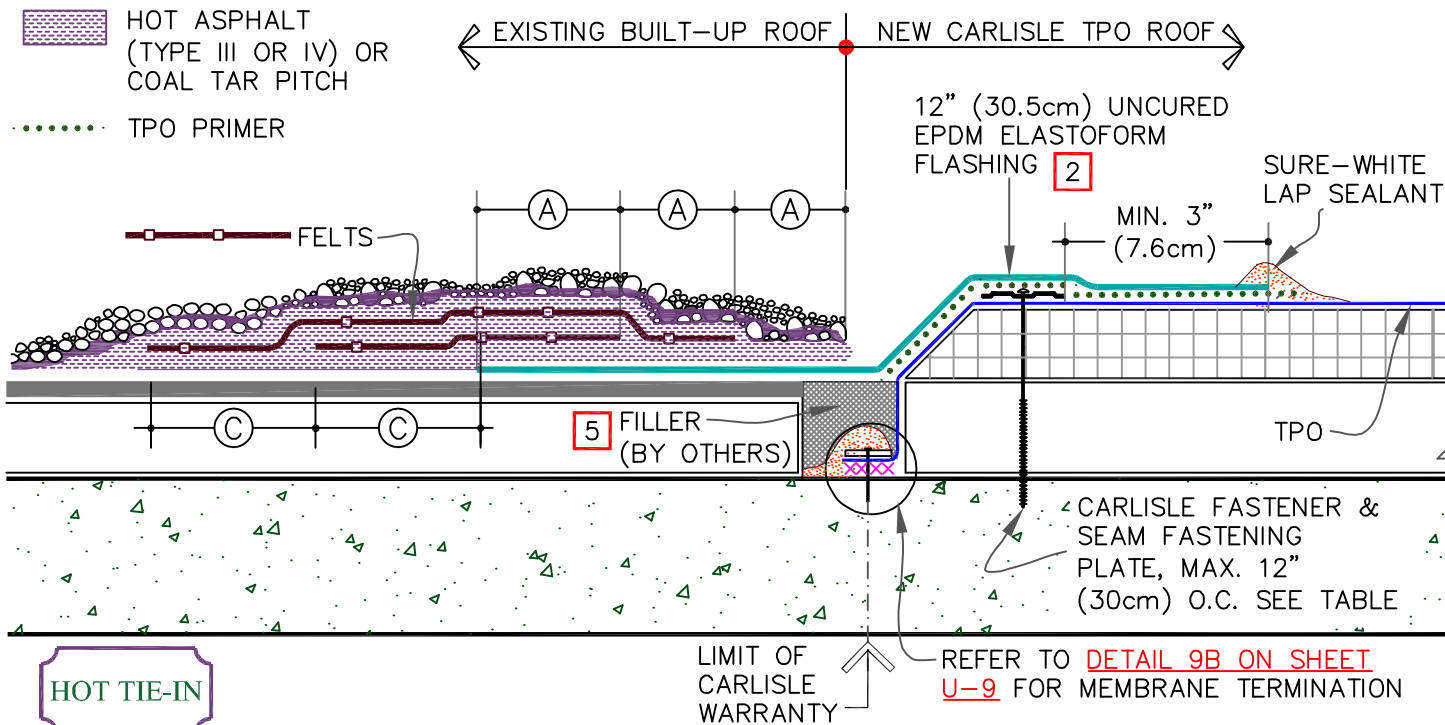 HOT ASPHALT
(TYPE III OR IV) OR
COAL TAR PITCH
TPO PRIMER
EXISTING BUILT-UP ROOF
NEW CARLISLE TPO ROOF
12" (30.5cm) UNCURED
EPDM ELASTOFORM
FLASHING
2
SURE-WHITE
LAP SEALANT
MIN. 3"
(7.6cm)
A
A
A
FELTS
C
C
5
FILLER
(BY OTHERS)
TPO
CARLISLE FASTENER &
SEAM FASTENING
PLATE, MAX. 12"
(30cm) O.C. SEE TABLE
LIMIT OF
CARLISLE
WARRANTY
REFER TO DETAIL 9B ON SHEET
U-9 FOR MEMBRANE TERMINATION
HOT TIE-IN